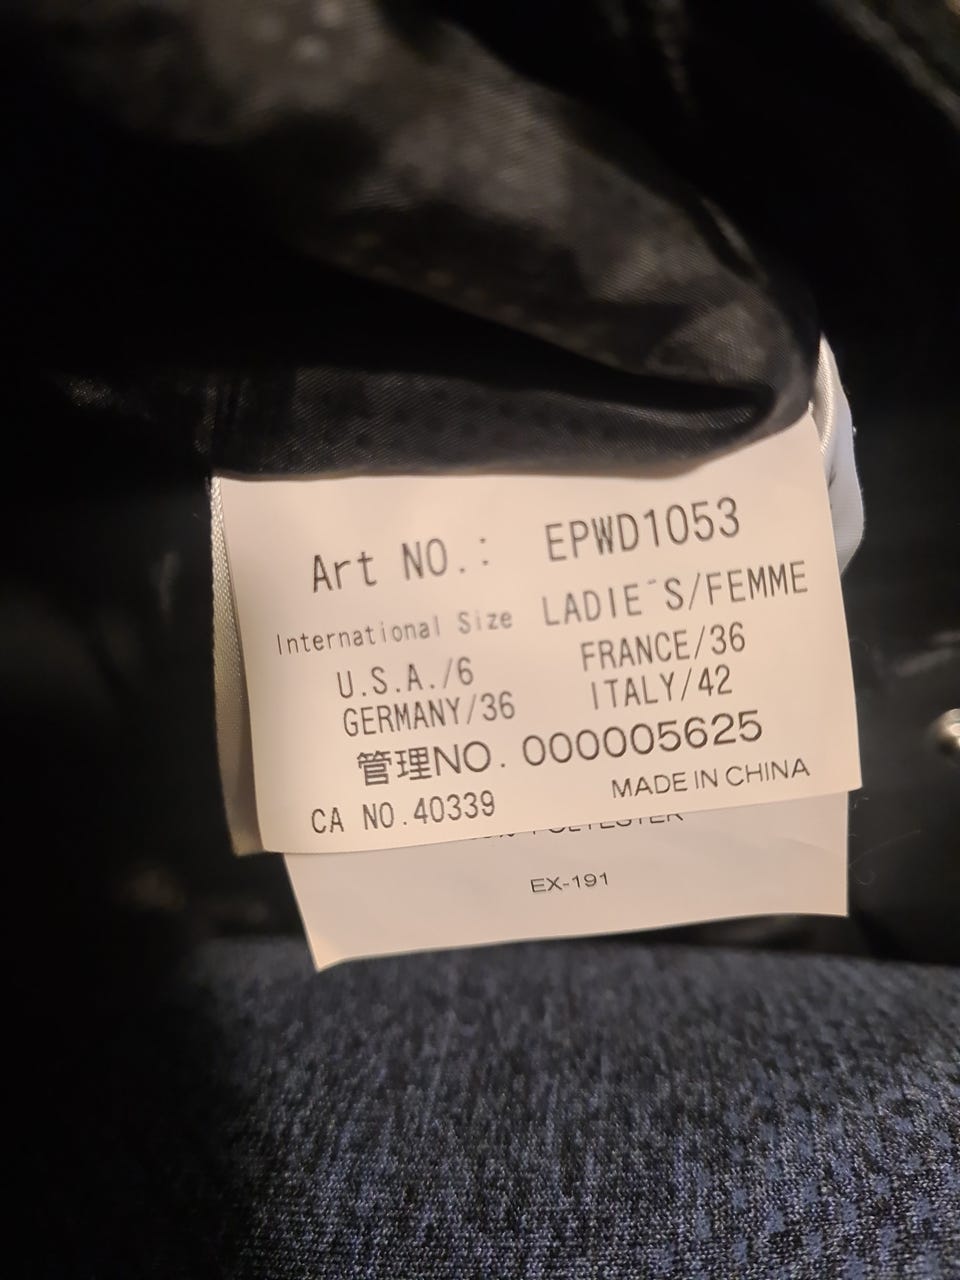 Art NO.: EPWD1053
International Size LADIE´S/FEMME
U.S.A./6 FRANCE/36
GERMANY/36 ITALY/42
管理NO. 000005625
CA NO.40339 MADE IN CHINA
POLYESTER
EX-191